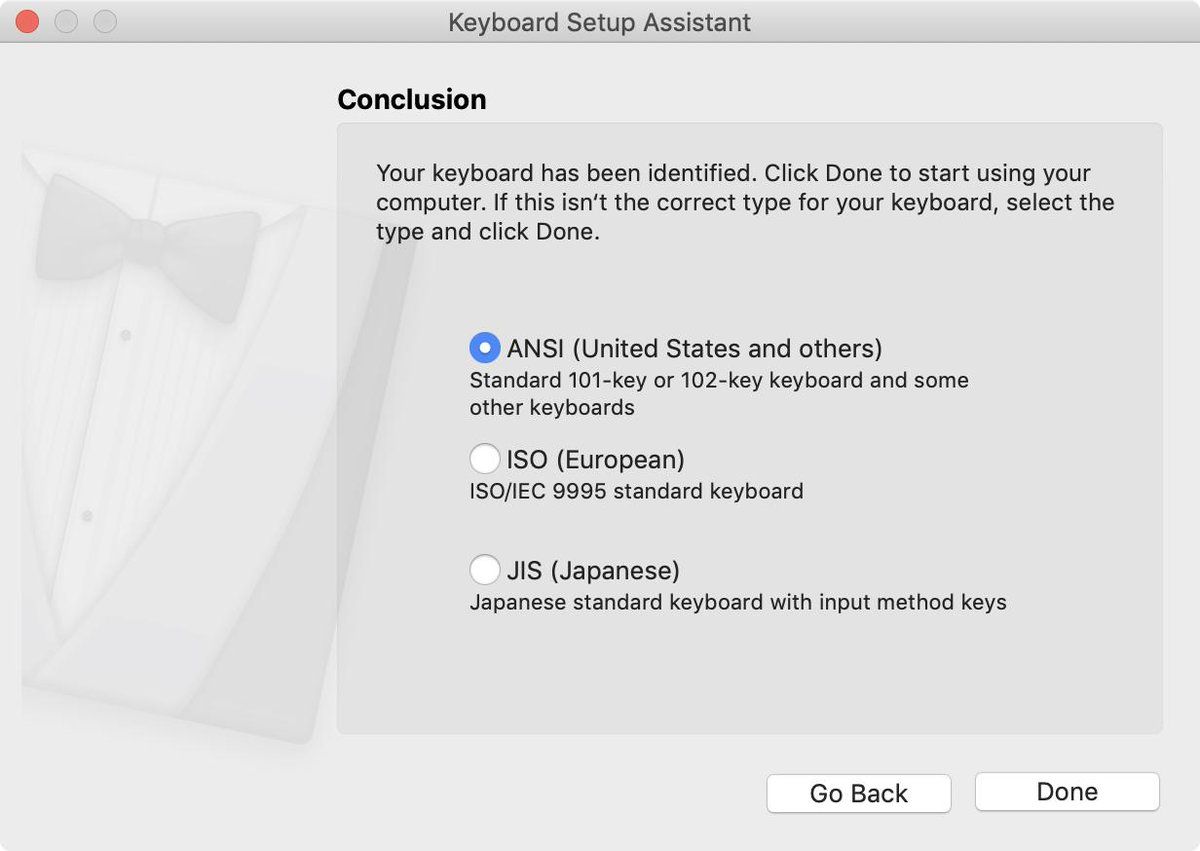 Keyboard Setup Assistant
Conclusion
Your keyboard has been identified. Click Done to start using your
computer. If this isn’t the correct type for your keyboard, select the
type and click Done.
ANSI (United States and others)
Standard 101-key or 102-key keyboard and some
other keyboards
ISO (European)
ISO/IEC 9995 standard keyboard
JIS (Japanese)
Japanese standard keyboard with input method keys
Go Back
Done